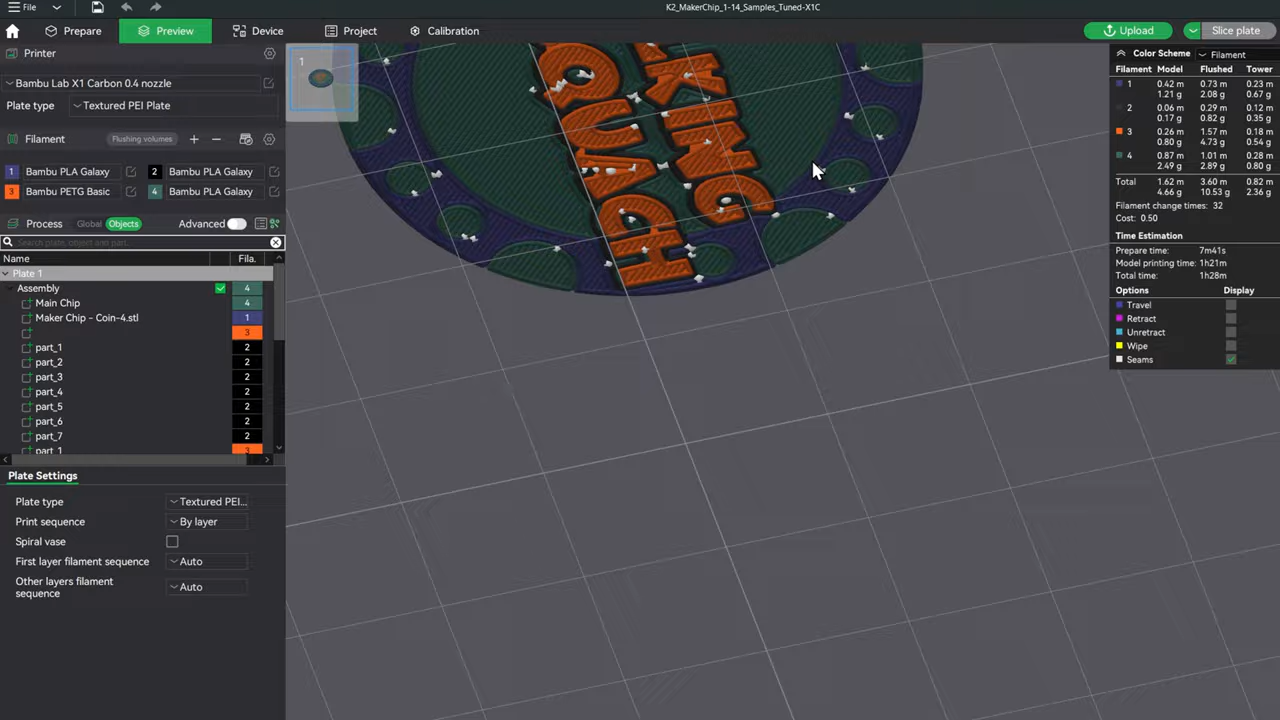 File
K2_MakerChip_1-14_Samples_Tuned-X1C
Prepare Preview Device Project Calibration Upload Slice plate
Printer
Bambu Lab X1 Carbon 0.4 nozzle
Plate type Textured PEI Plate
Filament Flushing volumes
1 Bambu PLA Galaxy 2 Bambu PLA Galaxy
3 Bambu PETG Basic 4 Bambu PLA Galaxy
Process Global Objects Advanced
Search plate, object and part.
Name Fila.
Plate 1
Assembly 4
Main Chip 4
Maker Chip - Coin-4.stl 1
3
part_1 2
part_2 2
part_3 2
part_4 2
part_5 2
part_6 2
part_7 2
part_1 3
Plate Settings
Plate type Textured PEI...
Print sequence By layer
Spiral vase
First layer filament sequence Auto
Other layers filament
sequence Auto
1
KING
QUACH
Color Scheme Filament
Filament Model Flushed Tower
1 0.42 m 0.73 m 0.23 m
1.21 g 2.08 g 0.67 g
2 0.06 m 0.29 m 0.12 m
0.17 g 0.82 g 0.35 g
3 0.26 m 1.57 m 0.18 m
0.80 g 4.73 g 0.54 g
4 0.87 m 1.01 m 0.28 m
2.49 g 2.89 g 0.80 g
Total 1.62 m 3.60 m 0.82 m
4.66 g 10.53 g 2.36 g
Filament change times: 32
Cost: 0.50
Time Estimation
Prepare time: 7m41s
Model printing time: 1h21m
Total time: 1h28m
Options Display
Travel
Retract
Unretract
Wipe
Seams